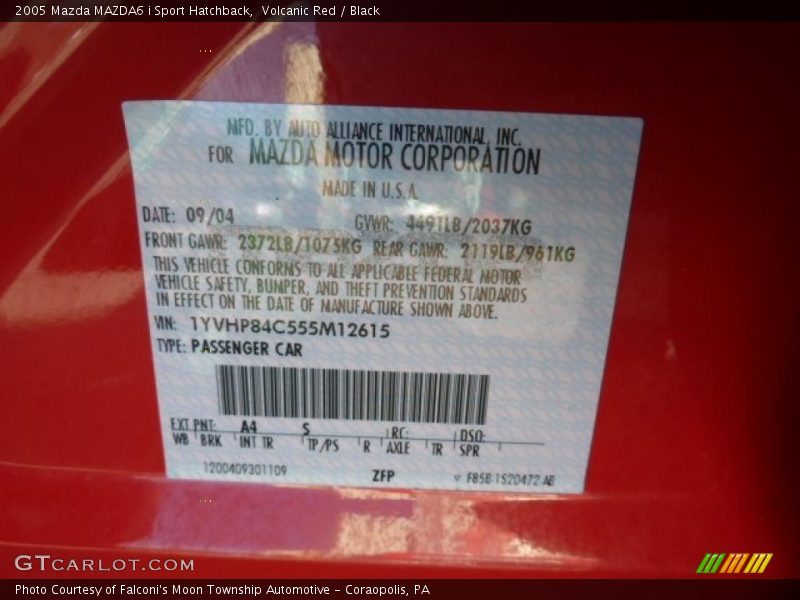 2005 Mazda MAZDA6 i Sport Hatchback, Volcanic Red / Black
MFD. BY AUTO ALLIANCE INTERNATIONAL, INC.
FOR MAZDA MOTOR CORPORATION
MADE IN U.S.A.
DATE: 09/04 GVWR: 4491LB/2037KG
FRONT GAWR: 2372LB/1075KG REAR GAWR: 2119LB/961KG
THIS VEHICLE CONFORMS TO ALL APPLICABLE FEDERAL MOTOR
VEHICLE SAFETY, BUMPER, AND THEFT PREVENTION STANDARDS
IN EFFECT ON THE DATE OF MANUFACTURE SHOWN ABOVE.
VIN: 1YVHP84C555M12615
TYPE: PASSENGER CAR
EXT PNT: A4 S RC: DSO:
WB BRK INT TR TP/PS R AXLE TR SPR
1200409301109 ZFP F85B-1520472-AB
GTCARLOT.COM
Photo Courtesy of Falconi's Moon Township Automotive - Coraopolis, PA